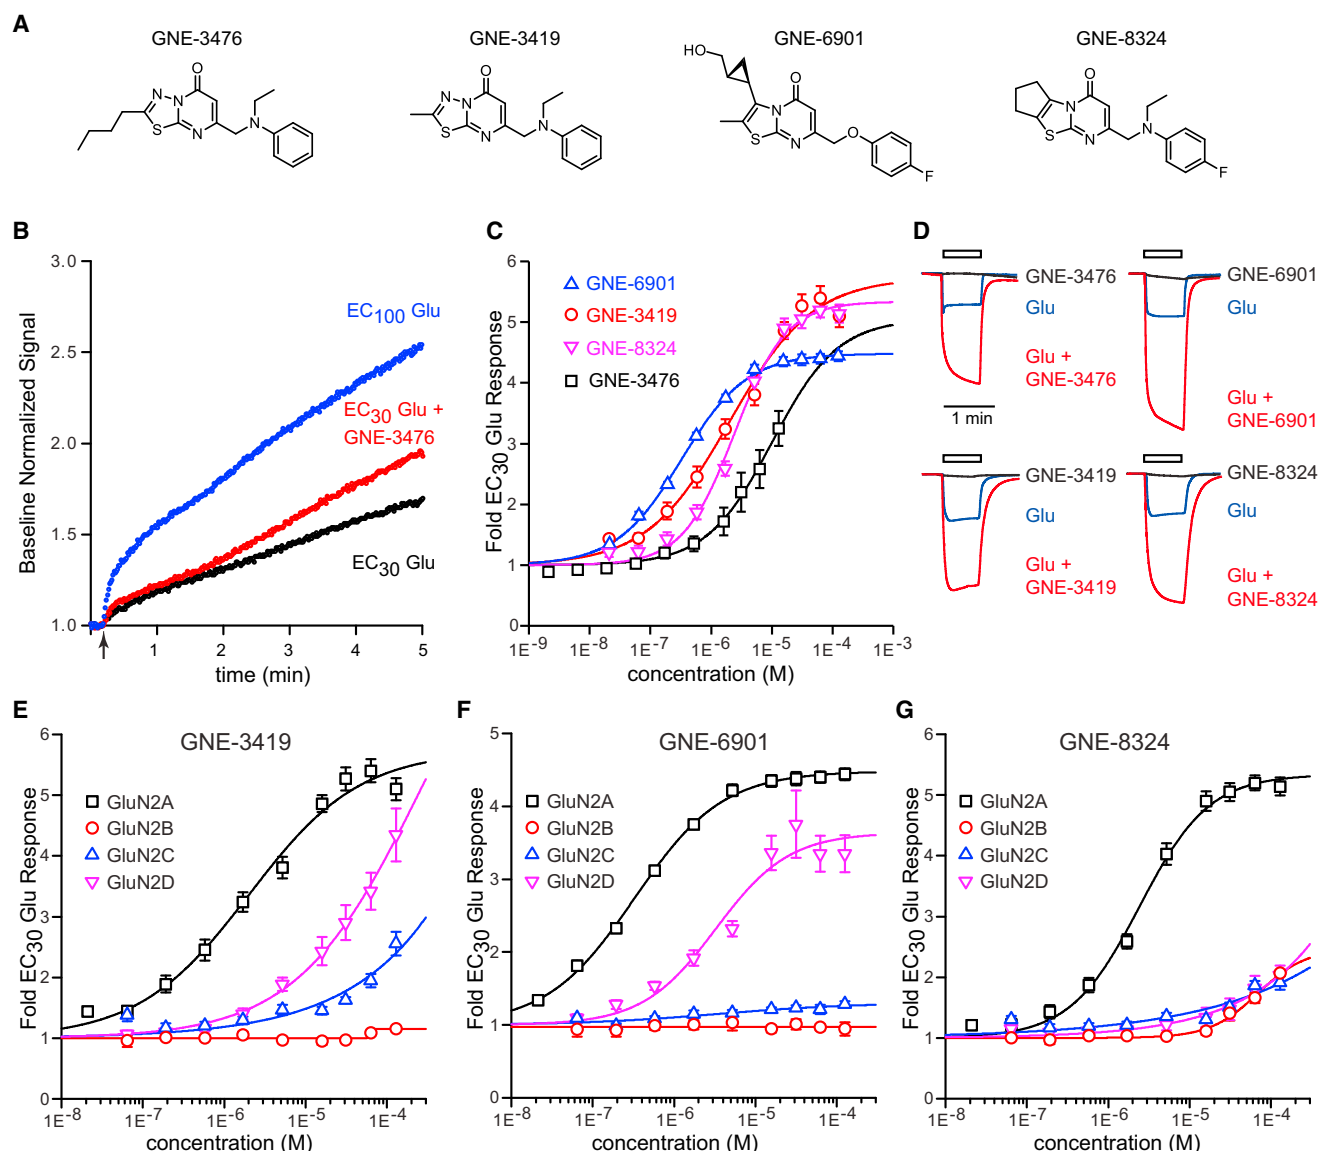 A
GNE-3476
GNE-3419
GNE-6901
GNE-8324
O
N
N
S
N
N
O
N
N
S
N
N
HO
O
N
S
N
O
F
O
N
S
N
N
F
B
3.0
2.5
2.0
1.5
1.0
Baseline Normalized Signal
EC100 Glu
EC30 Glu +
GNE-3476
EC30 Glu
1
2
3
4
5
time (min)
C
6
5
4
3
2
1
0
Fold EC30 Glu Response
GNE-6901
GNE-3419
GNE-8324
GNE-3476
1E-9
1E-8
1E-7
1E-6
1E-5
1E-4
1E-3
concentration (M)
D
GNE-3476
Glu
Glu +
GNE-3476
1 min
GNE-6901
Glu
Glu +
GNE-6901
GNE-3419
Glu
Glu +
GNE-3419
GNE-8324
Glu
Glu +
GNE-8324
E
GNE-3419
6
5
4
3
2
1
0
Fold EC30 Glu Response
GluN2A
GluN2B
GluN2C
GluN2D
1E-8
1E-7
1E-6
1E-5
1E-4
concentration (M)
F
GNE-6901
5
4
3
2
1
0
Fold EC30 Glu Response
GluN2A
GluN2B
GluN2C
GluN2D
1E-8
1E-7
1E-6
1E-5
1E-4
concentration (M)
G
GNE-8324
6
5
4
3
2
1
0
Fold EC30 Glu Response
GluN2A
GluN2B
GluN2C
GluN2D
1E-8
1E-7
1E-6
1E-5
1E-4
concentration (M)